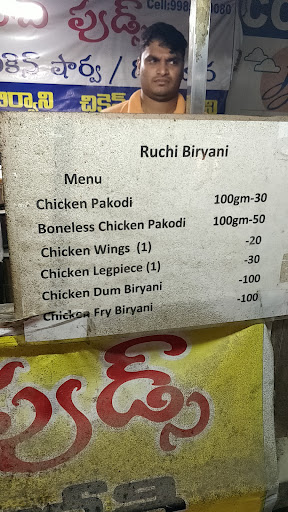 Cell:998
ఫుడ్స్
చికెన్ షార్వా /
చికెన్
Ruchi Biryani
Menu
Chicken Pakodi 100gm-30
Boneless Chicken Pakodi 100gm-50
Chicken Wings (1) -20
Chicken Legpiece (1) -30
Chicken Dum Biryani -100
Chicken Fry Biryani -100
ఫుడ్స్